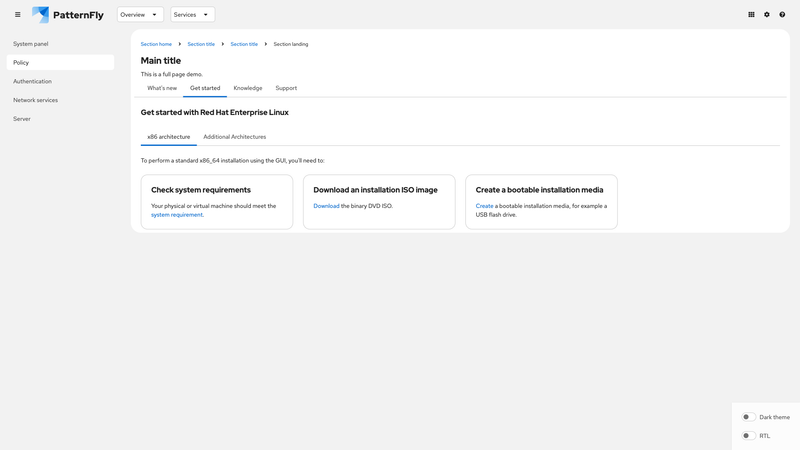 PatternFly
Overview
Services
System panel
Policy
Authentication
Network services
Server
Section home
Section title
Section title
Section landing
Main title
This is a full page demo.
What's new
Get started
Knowledge
Support
Get started with Red Hat Enterprise Linux
x86 architecture
Additional Architectures
To perform a standard x86_64 installation using the GUI, you'll need to:
Check system requirements
Your physical or virtual machine should meet the
system requirement.
Download an installation ISO image
Download the binary DVD ISO.
Create a bootable installation media
Create a bootable installation media, for example a
USB flash drive.
Dark theme
RTL